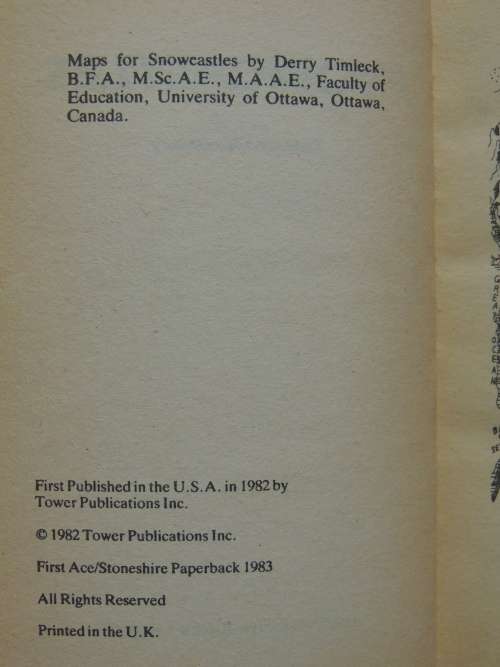 Maps for Snowcastles by Derry Timleck,
B.F.A., M.Sc.A.E., M.A.A.E., Faculty of
Education, University of Ottawa, Ottawa,
Canada.
First Published in the U.S.A. in 1982 by
Tower Publications Inc.
© 1982 Tower Publications Inc.
First Ace/Stoneshire Paperback 1983
All Rights Reserved
Printed in the U.K.